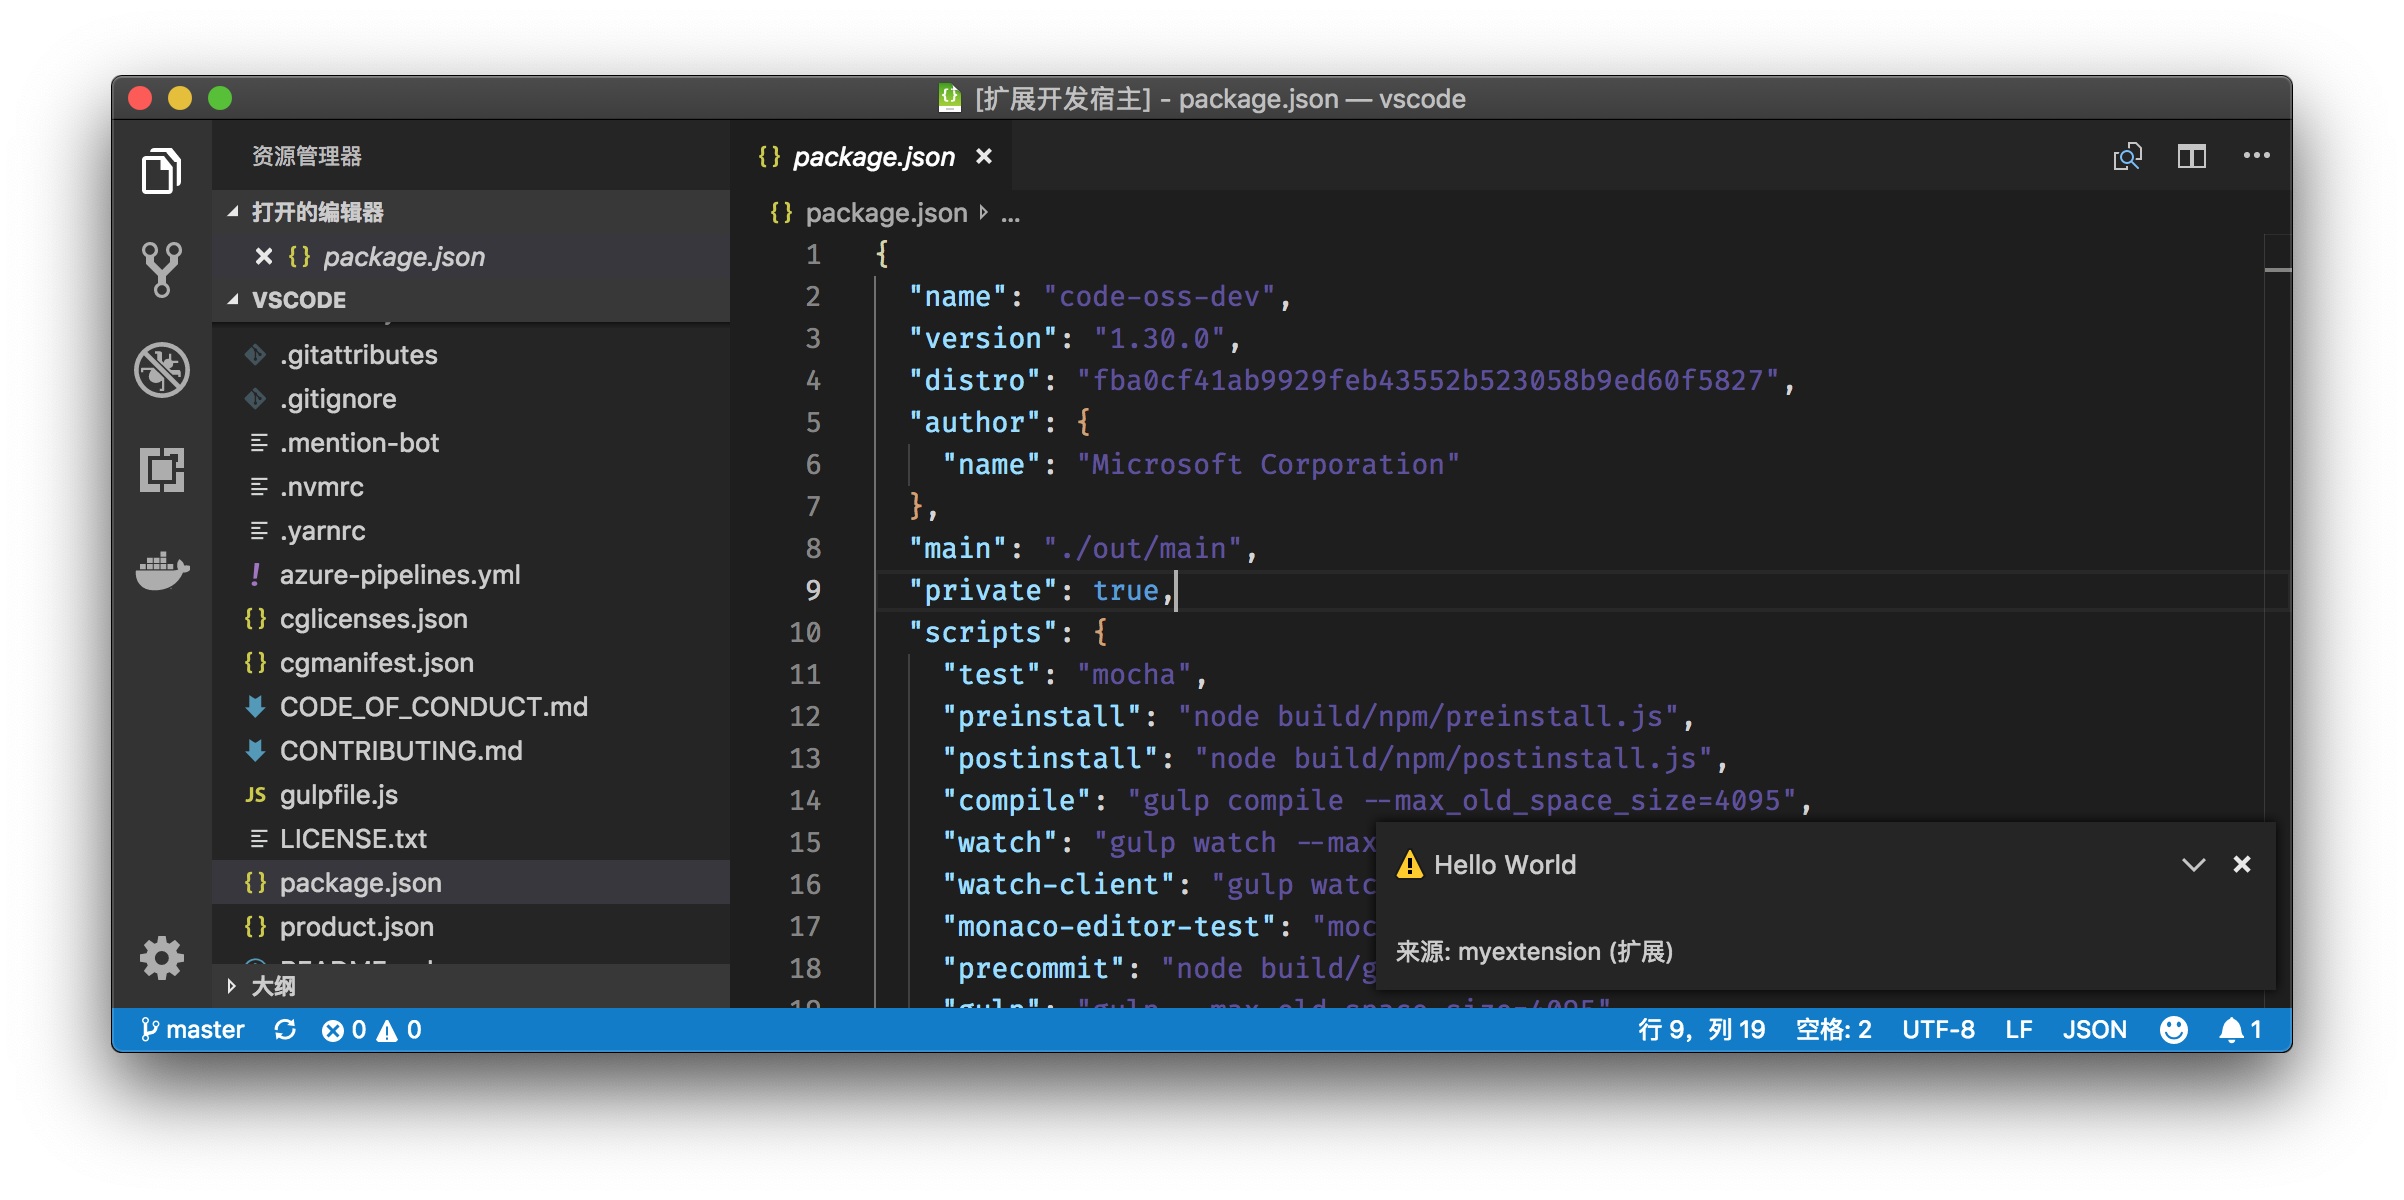 [扩展开发宿主] - package.json — vscode
资源管理器
打开的编辑器
package.json
VSCODE
.gitattributes
.gitignore
.mention-bot
.nvmrc
.yarnrc
! azure-pipelines.yml
{} cglicenses.json
{} cgmanifest.json
CODE_OF_CONDUCT.md
CONTRIBUTING.md
JS gulpfile.js
LICENSE.txt
{} package.json
{} product.json
大纲
{} package.json
{} package.json ...
1 {
2 "name": "code-oss-dev",
3 "version": "1.30.0",
4 "distro": "fba0cf41ab9929feb43552b523058b9ed60f5827",
5 "author": {
6 "name": "Microsoft Corporation"
7 },
8 "main": "./out/main",
9 "private": true,
10 "scripts": {
11 "test": "mocha",
12 "preinstall": "node build/npm/preinstall.js",
13 "postinstall": "node build/npm/postinstall.js",
14 "compile": "gulp compile --max_old_space_size=4095",
15 "watch": "gulp watch --max
16 "watch-client": "gulp watc
17 "monaco-editor-test": "moc
18 "precommit": "node build/g
19 "gulp": "gulp --max_old_space_size=4095"
Hello World
来源: myextension (扩展)
master 0 0
行 9，列 19 空格: 2 UTF-8 LF JSON 1